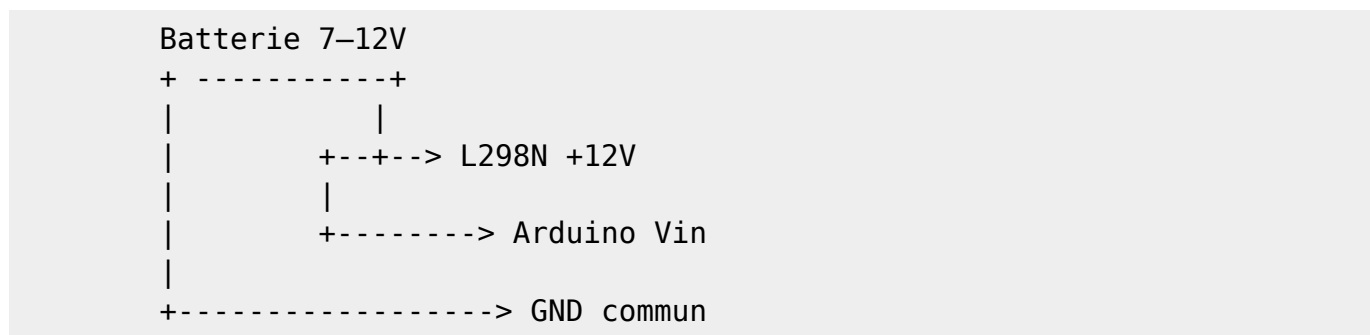 Batterie 7–12V
+ -----------+
|            |
|         +--+--> L298N +12V
|         |
|         +--------> Arduino Vin
|
+------------------> GND commun